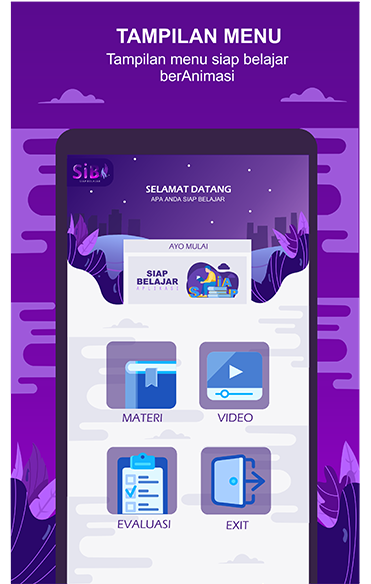 TAMPILAN MENU
Tampilan menu siap belajar
berAnimasi
SiB
SELAMAT DATANG
APA ANDA SIAP BELAJAR
AYO MULAI
SIAP
BELAJAR
APLIKASI
MATERI
VIDEO
EVALUASI
EXIT